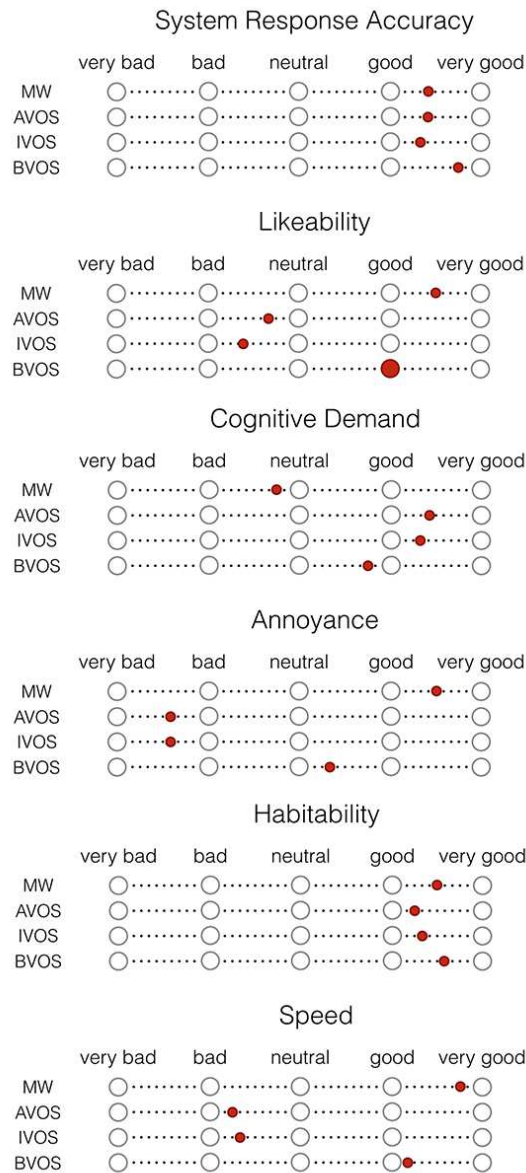 System Response Accuracy
very bad bad neutral good very good
MW
AVOS
IVOS
BVOS
Likeability
very bad bad neutral good very good
MW
AVOS
IVOS
BVOS
Cognitive Demand
very bad bad neutral good very good
MW
AVOS
IVOS
BVOS
Annoyance
very bad bad neutral good very good
MW
AVOS
IVOS
BVOS
Habitability
very bad bad neutral good very good
MW
AVOS
IVOS
BVOS
Speed
very bad bad neutral good very good
MW
AVOS
IVOS
BVOS